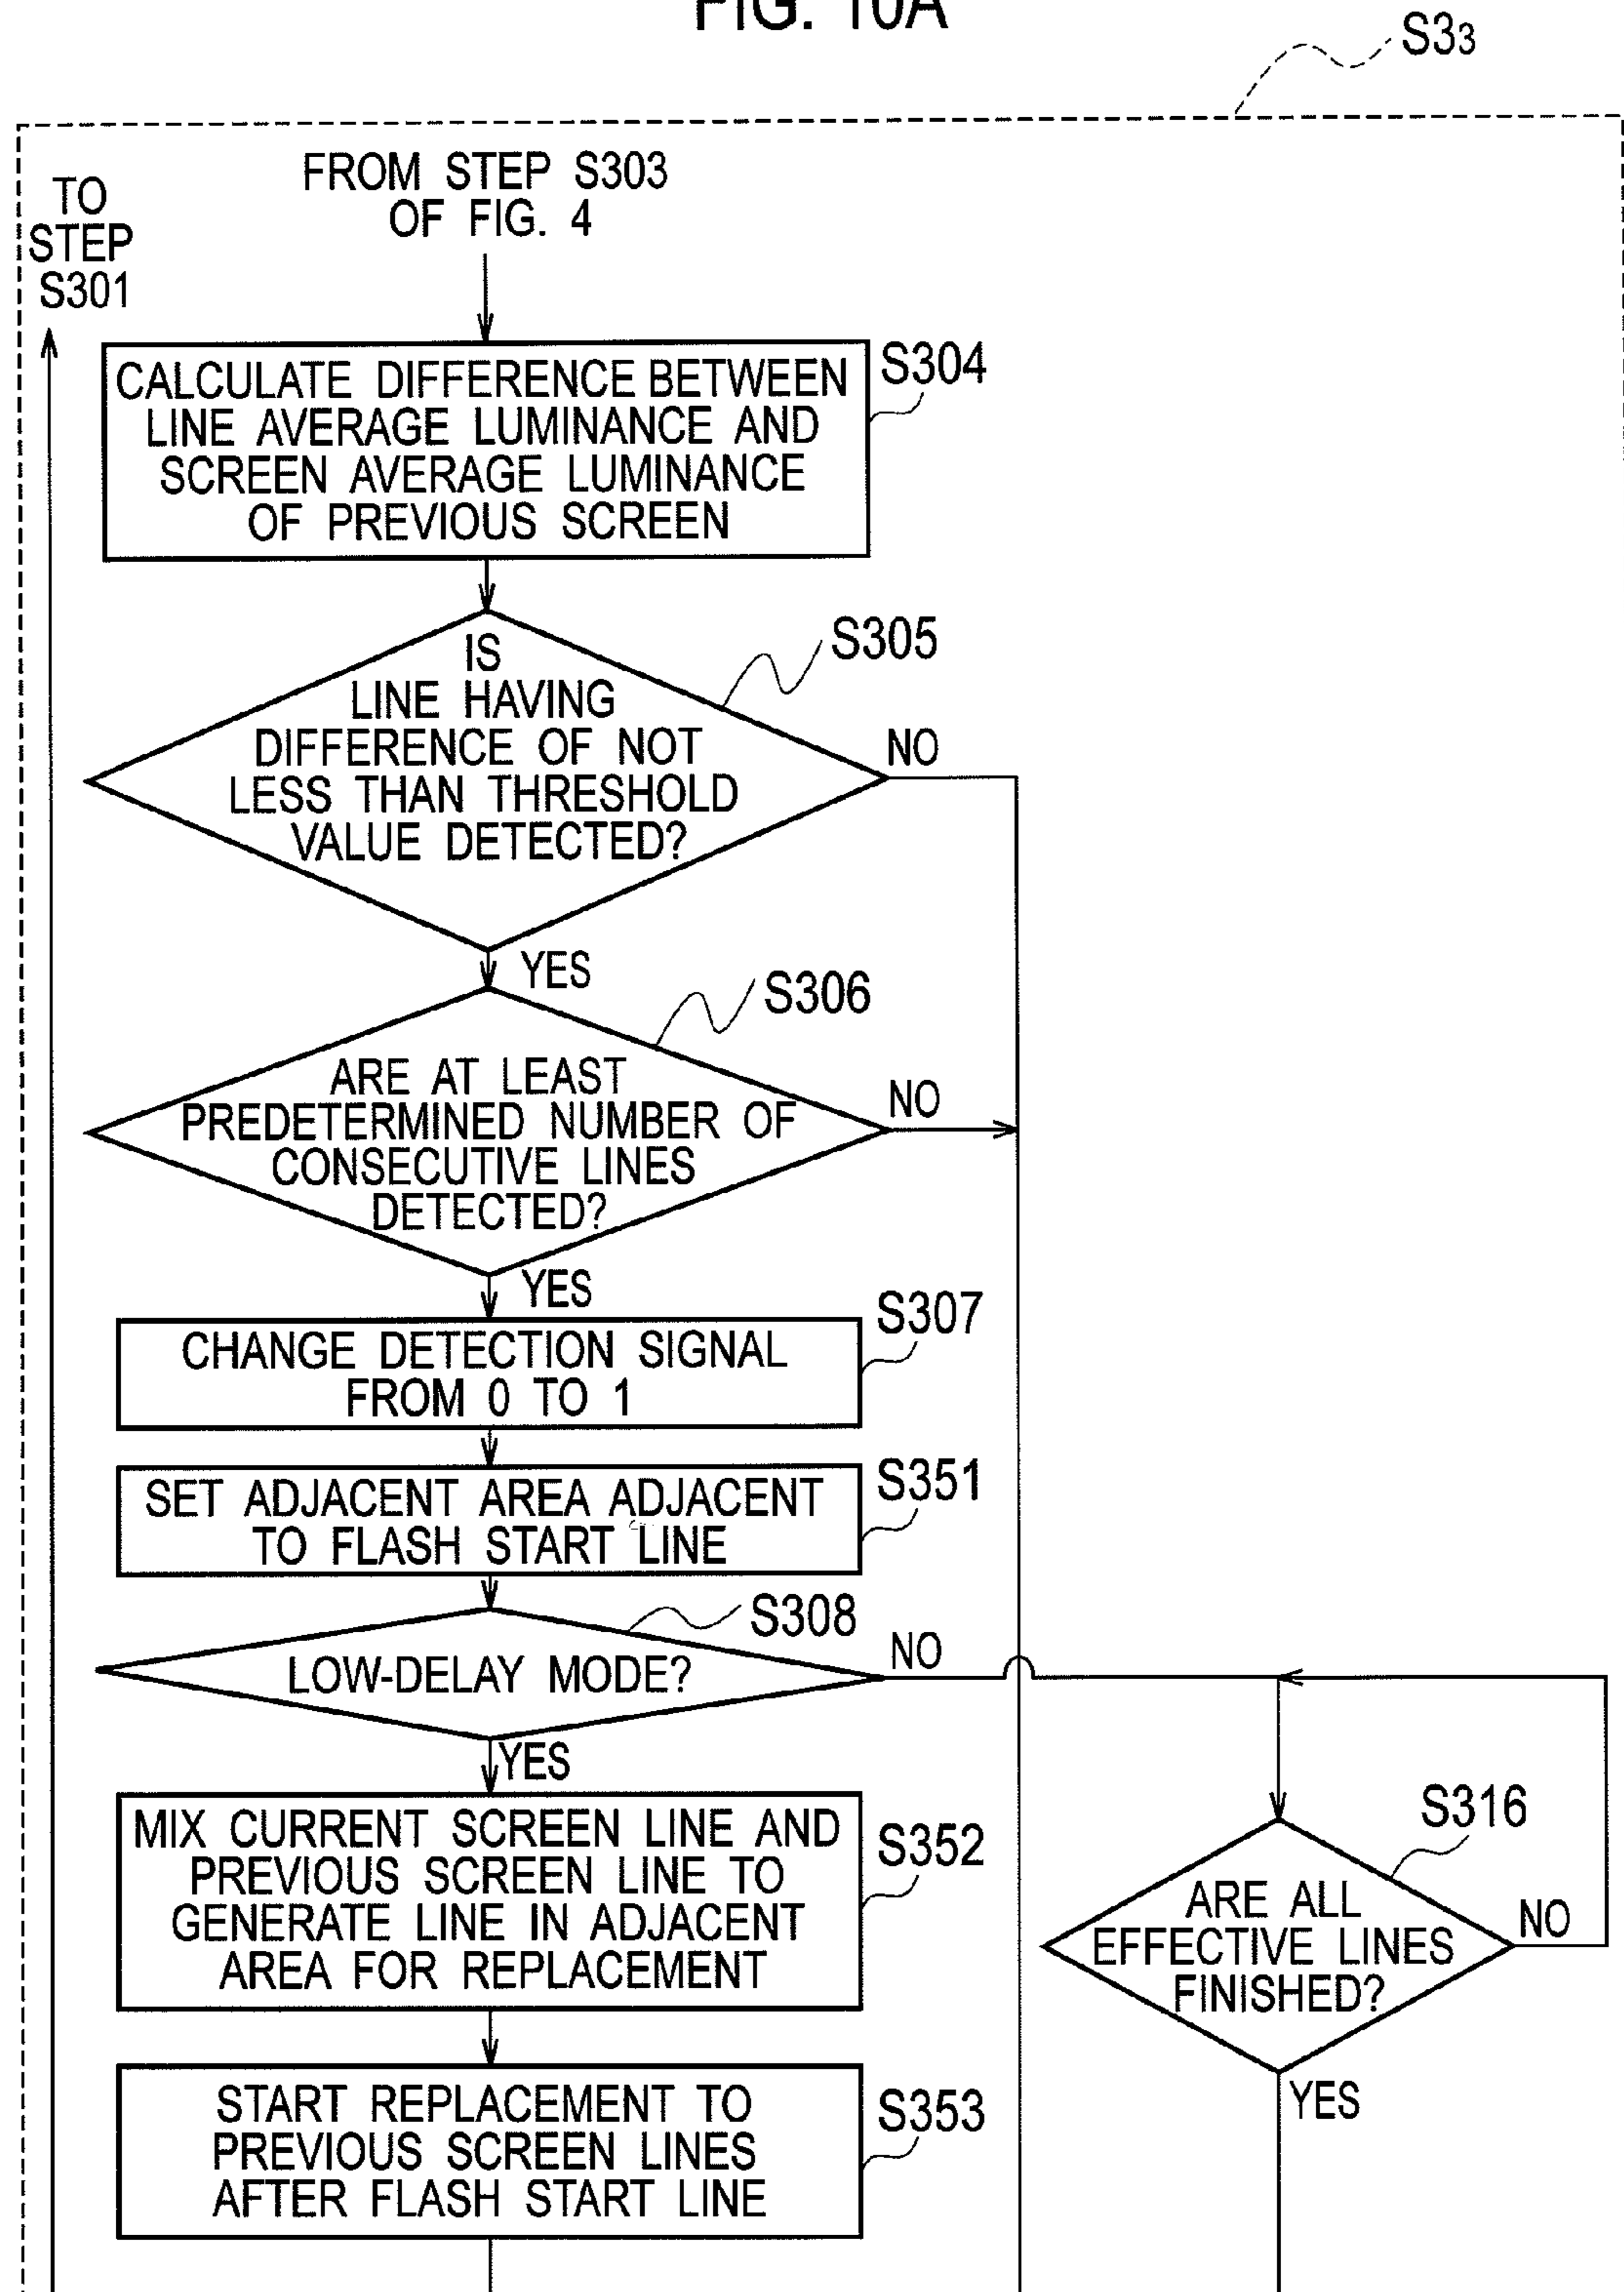 FIG. 10A
S33
TO
STEP
S301
FROM STEP S303
OF FIG. 4
CALCULATE DIFFERENCE BETWEEN
LINE AVERAGE LUMINANCE AND
SCREEN AVERAGE LUMINANCE
OF PREVIOUS SCREEN
S304
IS
LINE HAVING
DIFFERENCE OF NOT
LESS THAN THRESHOLD
VALUE DETECTED?
S305
NO
YES
ARE AT LEAST
PREDETERMINED NUMBER OF
CONSECUTIVE LINES
DETECTED?
S306
NO
YES
CHANGE DETECTION SIGNAL
FROM 0 TO 1
S307
SET ADJACENT AREA ADJACENT
TO FLASH START LINE
S351
LOW-DELAY MODE?
S308
NO
YES
MIX CURRENT SCREEN LINE AND
PREVIOUS SCREEN LINE TO
GENERATE LINE IN ADJACENT
AREA FOR REPLACEMENT
S352
ARE ALL
EFFECTIVE LINES
FINISHED?
S316
NO
YES
START REPLACEMENT TO
PREVIOUS SCREEN LINES
AFTER FLASH START LINE
S353